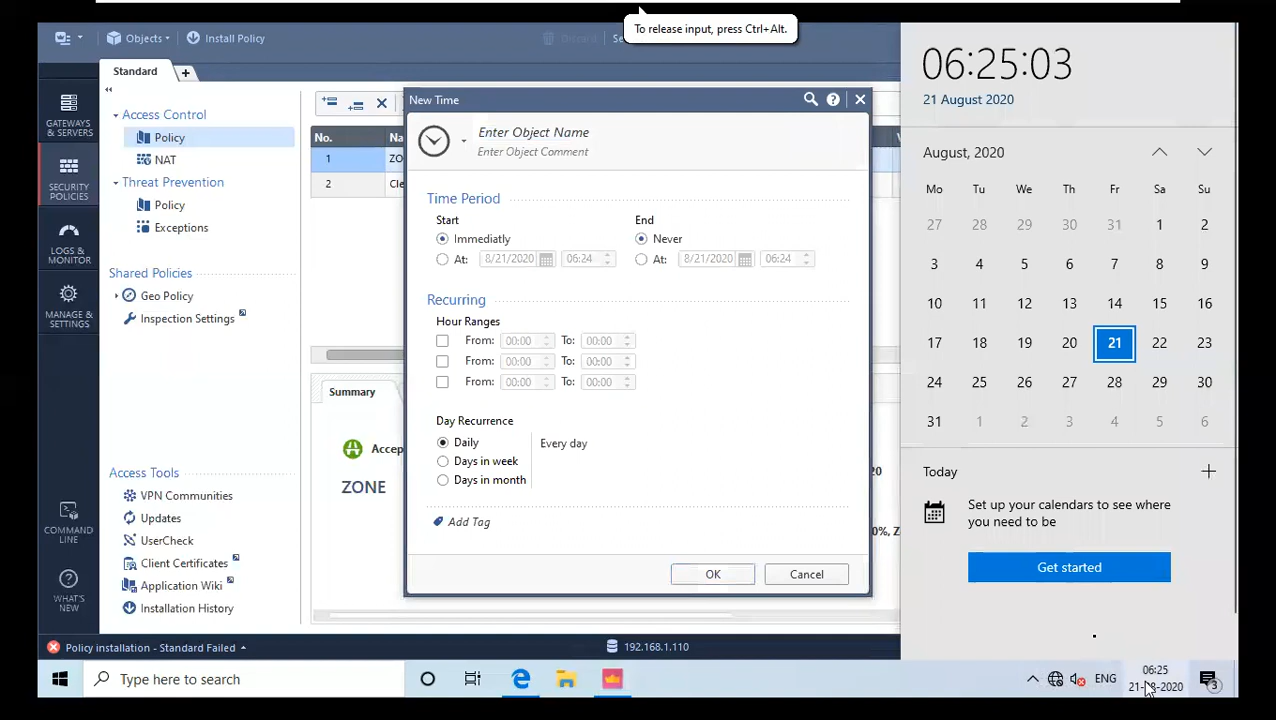 To release input, press Ctrl+Alt.
Objects
Install Policy
Discard
Standard
GATEWAYS & SERVERS
SECURITY POLICIES
LOGS & MONITOR
MANAGE & SETTINGS
COMMAND LINE
WHAT'S NEW
Access Control
Policy
NAT
Threat Prevention
Policy
Exceptions
Shared Policies
Geo Policy
Inspection Settings
Access Tools
VPN Communities
Updates
UserCheck
Client Certificates
Application Wiki
Installation History
No.
1
2
Summary
ZONE
New Time
Enter Object Name
Enter Object Comment
Time Period
Start End
Immediatly Never
At: 8/21/2020 06:24 At: 8/21/2020 06:24
Recurring
Hour Ranges
From: 00:00 To: 00:00
From: 00:00 To: 00:00
From: 00:00 To: 00:00
Day Recurrence
Daily Every day
Days in week
Days in month
Add Tag
OK Cancel
06:25:03
21 August 2020
August, 2020
Mo Tu We Th Fr Sa Su
27 28 29 30 31 1 2
3 4 5 6 7 8 9
10 11 12 13 14 15 16
17 18 19 20 21 22 23
24 25 26 27 28 29 30
31 1 2 3 4 5 6
Today
Set up your calendars to see where
you need to be
Get started
Policy installation - Standard Failed 192.168.1.110
Type here to search
ENG
06:25
3